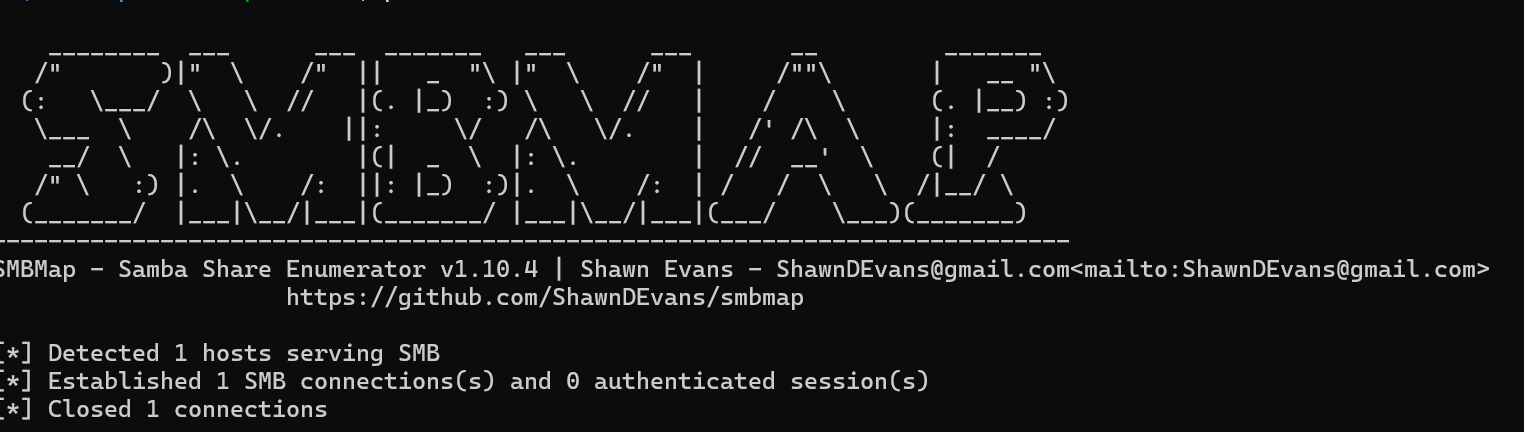 ________  ___      ___  _______   ___      ___       __         _______
   /"       )|"  \    /"  ||   _  "\ |"  \    /"  |     /""\       |   __ "\
  (:   \___/  \   \  //   |(. |_)  :) \   \  //   |    /    \      (. |__) :)
   \___  \    /\  \/.    ||:     \/   /\   \/.    |   /' /\  \     |:  ____/
    __/  \   |: \.        |(|  _  \  |: \.        |  //  __'  \    (|  /
   /" \   :) |.  \    /:  ||: |_)  :)|.  \    /:  | /   /  \   \  /|__/ \
  (_______/  |___|\__/|___|(_______/ |___|\__/|___|(___/    \___)(_______)
-----------------------------------------------------------------------------
SMBMap - Samba Share Enumerator v1.10.4 | Shawn Evans - ShawnDEvans@gmail.com<mailto:ShawnDEvans@gmail.com>
https://github.com/ShawnDEvans/smbmap
[*] Detected 1 hosts serving SMB
[*] Established 1 SMB connections(s) and 0 authenticated session(s)
[*] Closed 1 connections